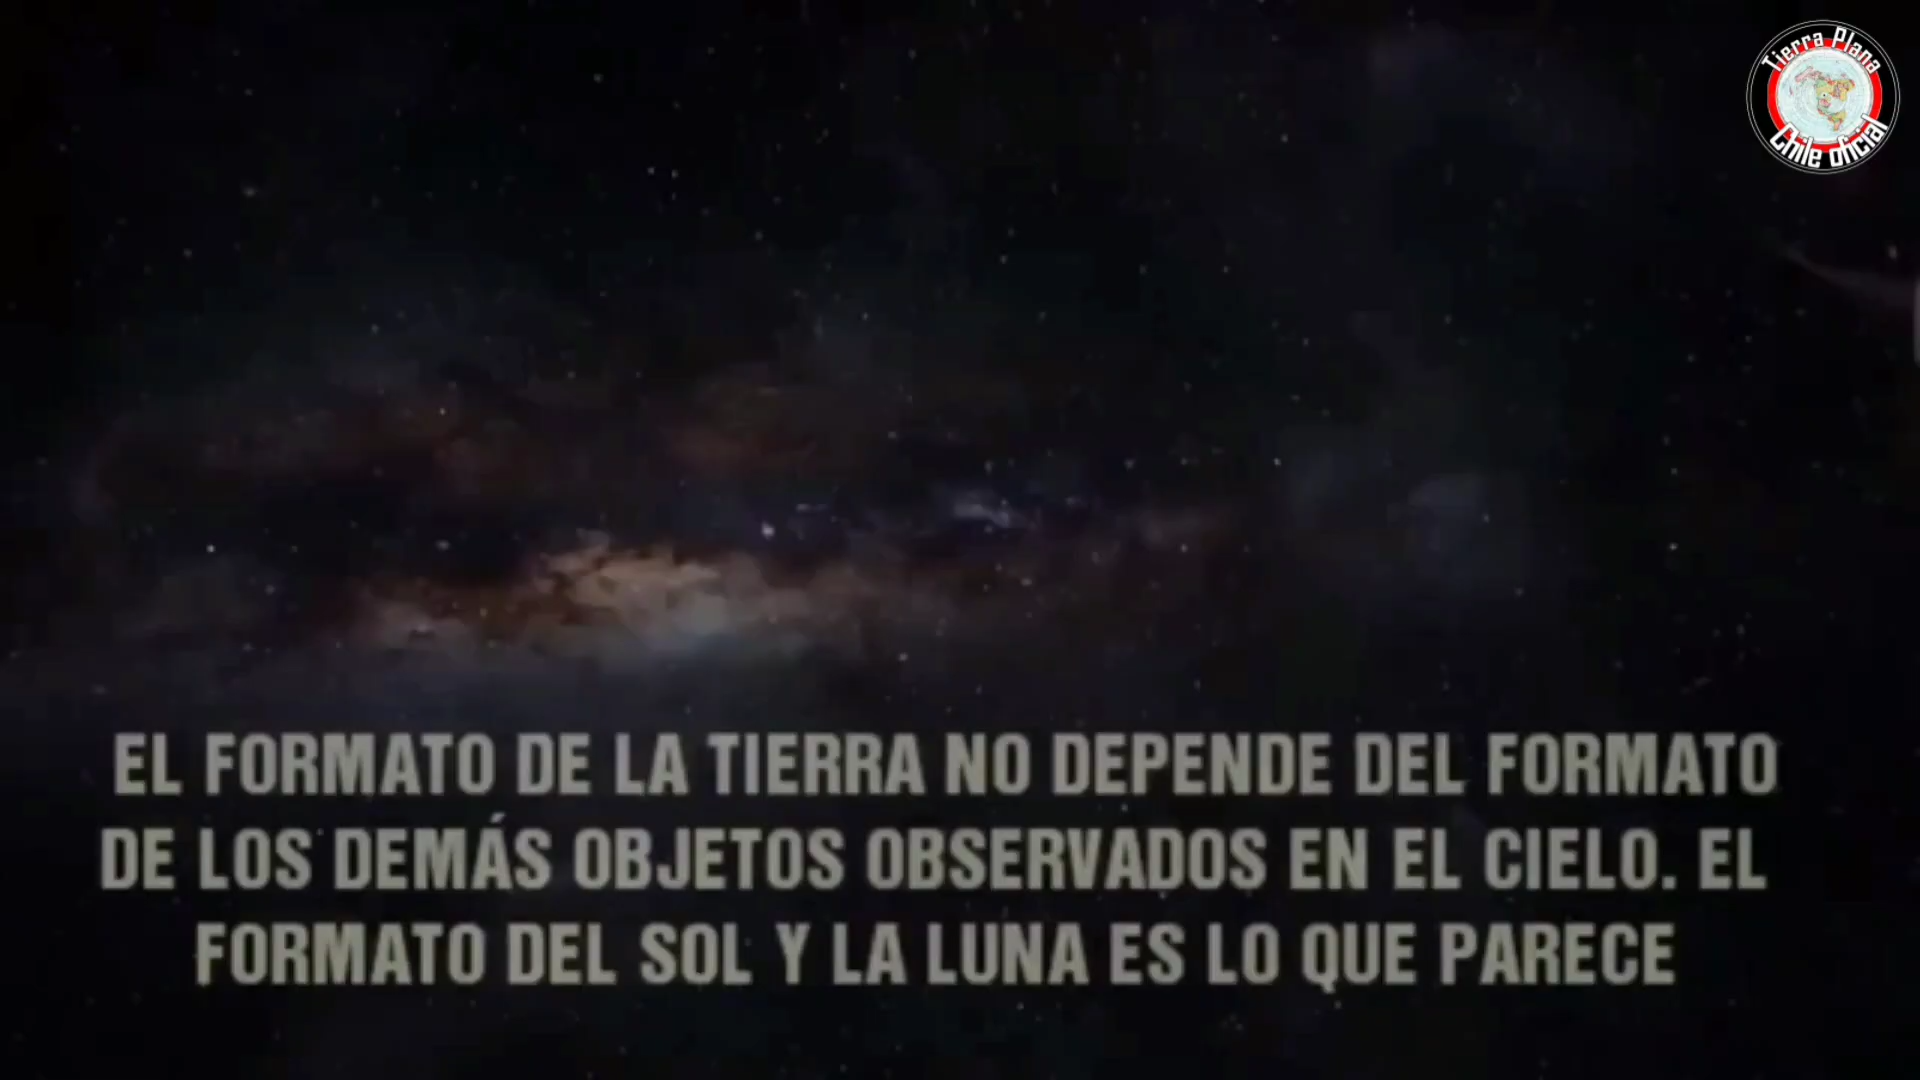 Tierra Plana
Chile oficial
EL FORMATO DE LA TIERRA NO DEPENDE DEL FORMATO
DE LOS DEMÁS OBJETOS OBSERVADOS EN EL CIELO. EL
FORMATO DEL SOL Y LA LUNA ES LO QUE PARECE